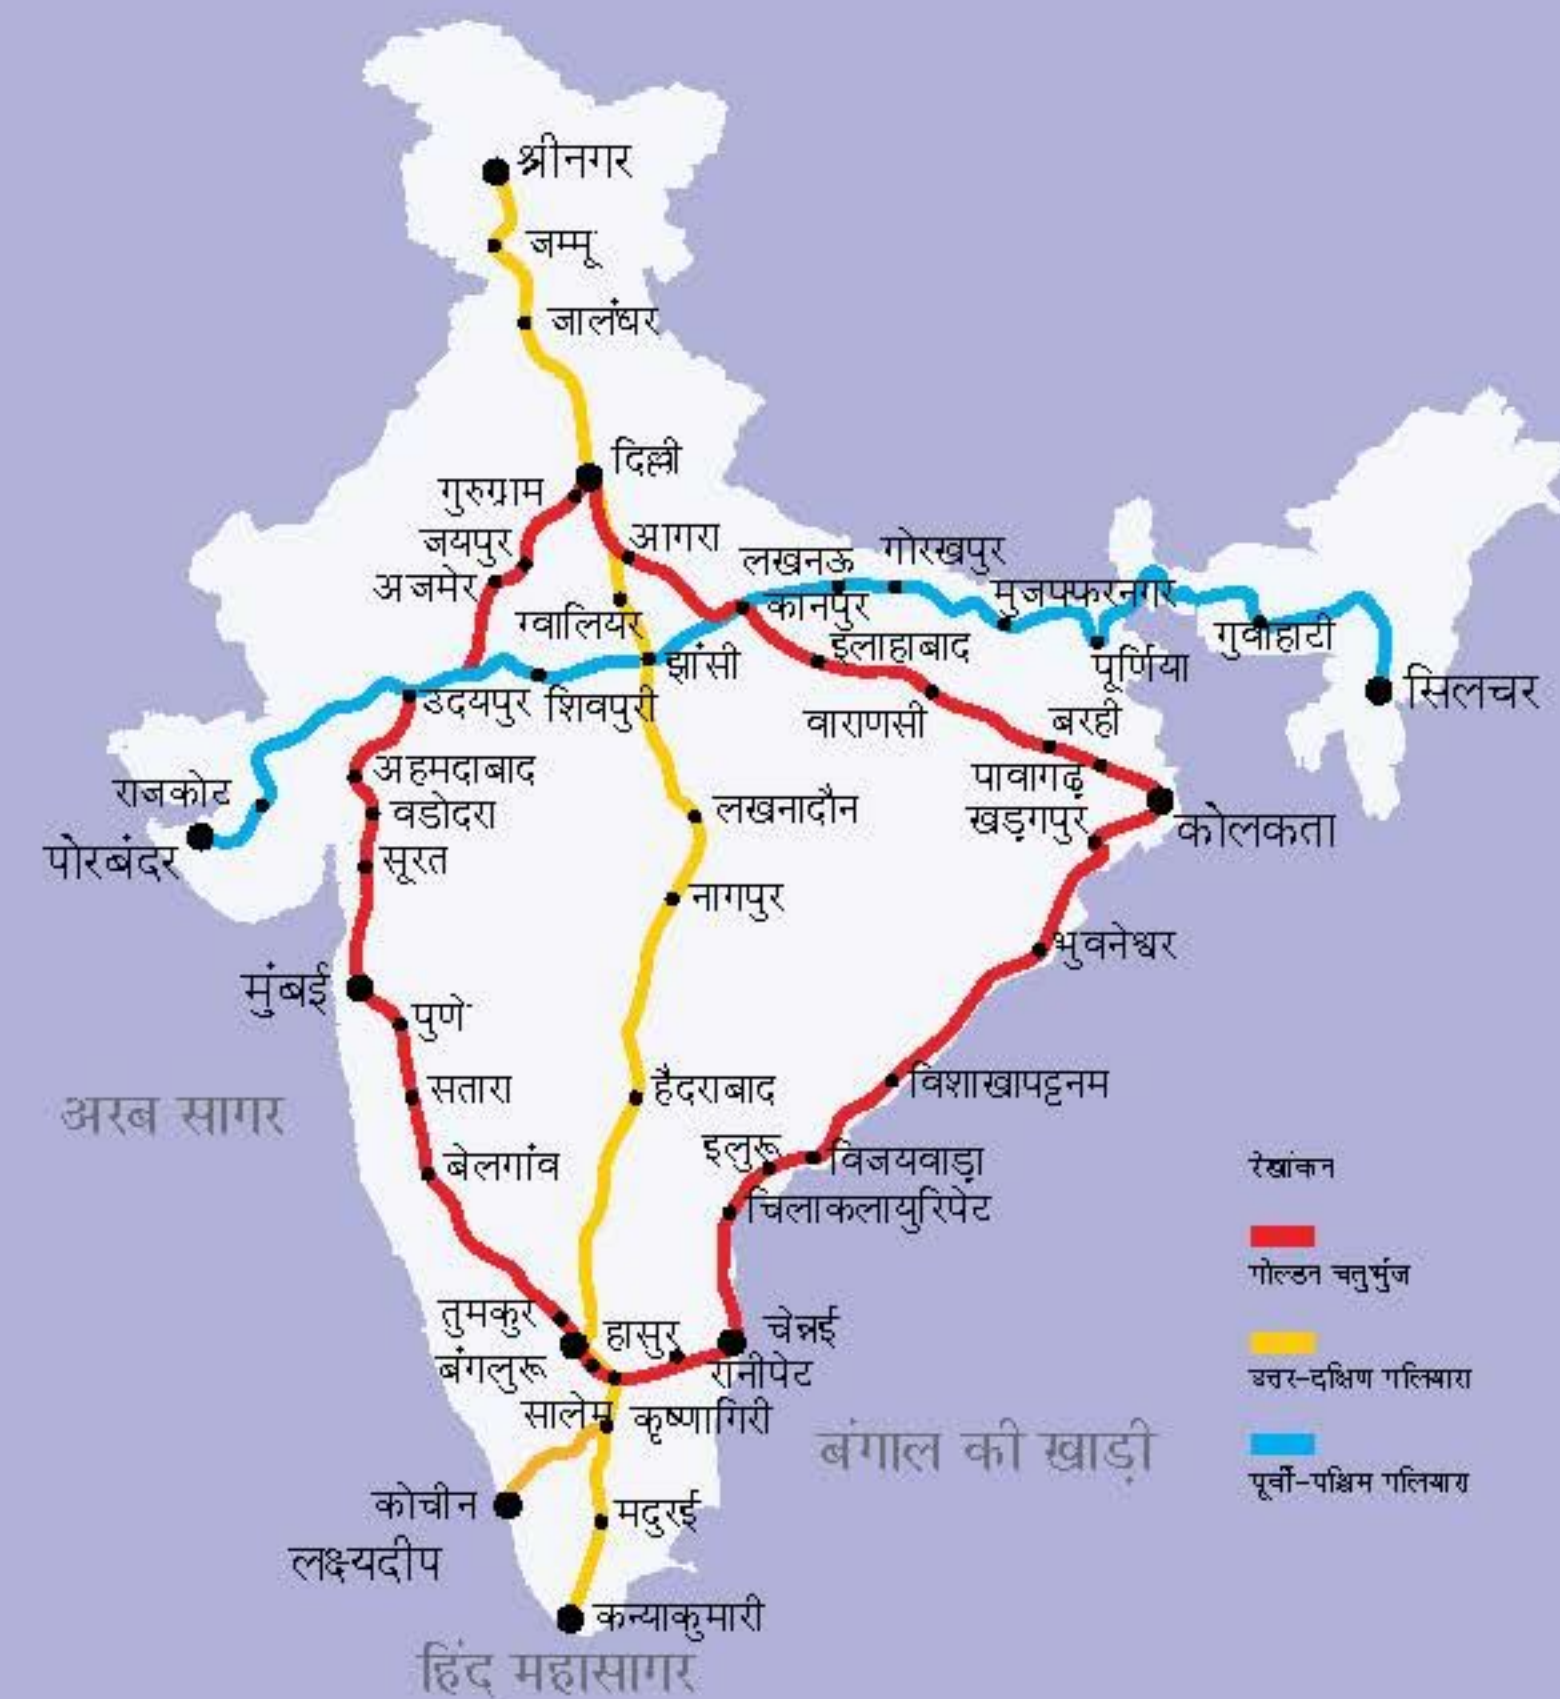 श्रीनगर
जम्मू
जालंधर
दिल्ली
गुरुग्राम
जयपुर
आगरा
अजमेर
लखनऊ
गोरखपुर
कानपुर
मुजफ्फरनगर
ग्वालियर
गुवाहाटी
इलाहाबाद
झांसी
पूर्णिया
सिलचर
उदयपुर
शिवपुरी
वाराणसी
बरही
अहमदाबाद
पावागढ़
राजकोट
वडोदरा
लखनादौन
खड़गपुर
कोलकता
पोरबंदर
सूरत
नागपुर
भुवनेश्वर
मुंबई
पुणे
सतारा
हैदराबाद
विशाखापट्टनम
अरब सागर
बेलगांव
इलुरू
विजयवाड़ा
चिलाकलायुरिपेट
रेखांकन
गोल्डन चतुर्भुज
तुमकुर
हासुर
चेन्नई
बंगलुरू
रानीपेट
उत्तर-दक्षिण गलियारा
सालेम
कृष्णागिरी
बंगाल की खाड़ी
पूर्वी-पश्चिम गलियारा
कोचीन
मदुरई
लक्ष्यदीप
कन्याकुमारी
हिंद महासागर